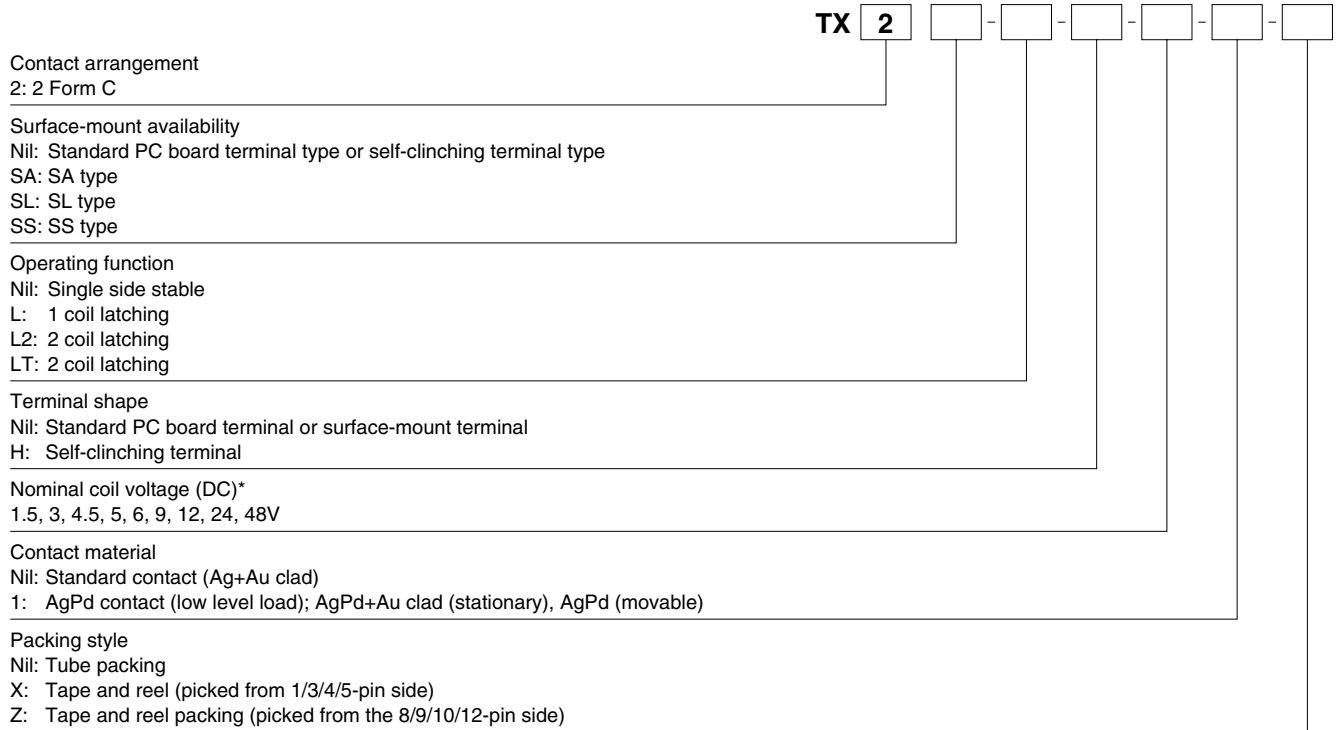 TX 2 - - - - -
Contact arrangement
2: 2 Form C
Surface-mount availability
Nil: Standard PC board terminal type or self-clinching terminal type
SA: SA type
SL: SL type
SS: SS type
Operating function
Nil: Single side stable
L: 1 coil latching
L2: 2 coil latching
LT: 2 coil latching
Terminal shape
Nil: Standard PC board terminal or surface-mount terminal
H: Self-clinching terminal
Nominal coil voltage (DC)*
1.5, 3, 4.5, 5, 6, 9, 12, 24, 48V
Contact material
Nil: Standard contact (Ag+Au clad)
1: AgPd contact (low level load); AgPd+Au clad (stationary), AgPd (movable)
Packing style
Nil: Tube packing
X: Tape and reel (picked from 1/3/4/5-pin side)
Z: Tape and reel packing (picked from the 8/9/10/12-pin side)